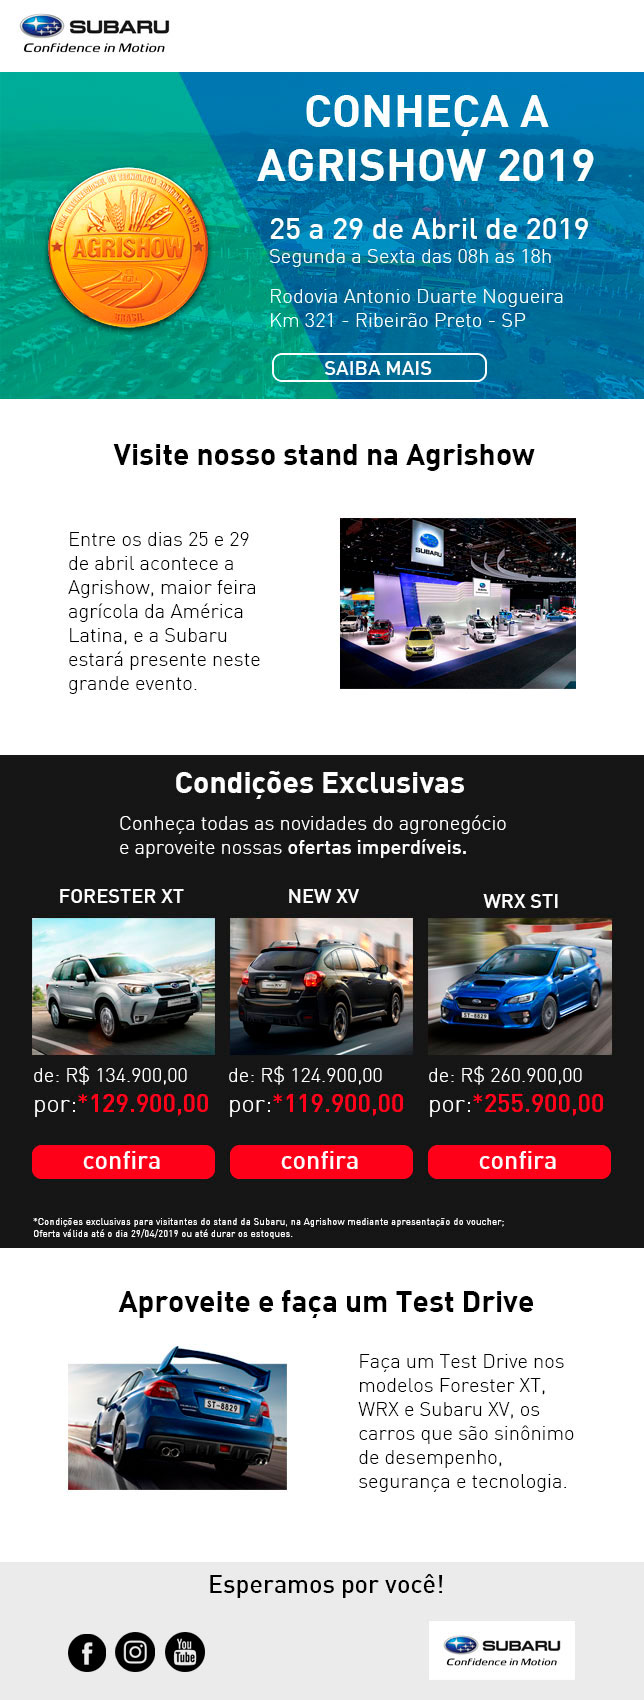 SUBARU
Confidence in Motion
CONHEÇA A
AGRISHOW 2019
25 a 29 de Abril de 2019
Segunda a Sexta das 08h as 18h
Rodovia Antonio Duarte Nogueira
Km 321 - Ribeirão Preto - SP
SAIBA MAIS
AGRISHOW
BRASIL
Visite nosso stand na Agrishow
Entre os dias 25 e 29
de abril acontece a
Agrishow, maior feira
agrícola da América
Latina, e a Subaru
estará presente neste
grande evento.
SUBARU
Condições Exclusivas
Conheça todas as novidades do agronegócio
e aproveite nossas ofertas imperdíveis.
FORESTER XT
NEW XV
WRX STI
ST-8829
de: R$ 134.900,00
por:*129.900,00
de: R$ 124.900,00
por:*119.900,00
de: R$ 260.900,00
por:*255.900,00
confira
confira
confira
*Condições exclusivas para visitantes do stand da Subaru, na Agrishow mediante apresentação do voucher;
Oferta válida até o dia 29/04/2019 ou até durar os estoques.
Aproveite e faça um Test Drive
ST-8829
Faça um Test Drive nos
modelos Forester XT,
WRX e Subaru XV, os
carros que são sinônimo
de desempenho,
segurança e tecnologia.
Esperamos por você!
f
You
Tube
SUBARU
Confidence in Motion